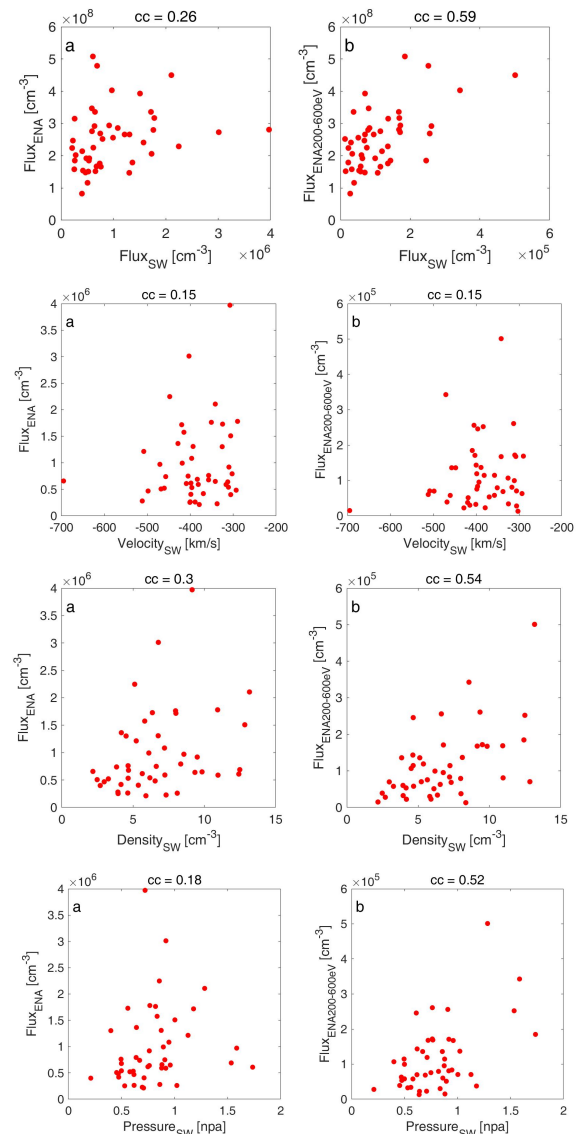 cc = 0.26
×10^8
a
Flux_ENA [cm^-3]
6
5
4
3
2
1
0
0 1 2 3 4
Flux_SW [cm^-3] ×10^6
cc = 0.59
×10^8
b
Flux_ENA200-600eV [cm^-3]
6
5
4
3
2
1
0
0 2 4 6
Flux_SW [cm^-3] ×10^5
cc = 0.15
×10^6
a
Flux_ENA [cm^-3]
4
3.5
3
2.5
2
1.5
1
0.5
0
-700 -600 -500 -400 -300 -200
Velocity_SW [km/s]
cc = 0.15
×10^5
b
Flux_ENA200-600eV [cm^-3]
6
5
4
3
2
1
0
-700 -600 -500 -400 -300 -200
Velocity_SW [km/s]
cc = 0.3
×10^6
a
Flux_ENA [cm^-3]
4
3.5
3
2.5
2
1.5
1
0.5
0
0 5 10 15
Density_SW [cm^-3]
cc = 0.54
×10^5
b
Flux_ENA200-600eV [cm^-3]
6
5
4
3
2
1
0
0 5 10 15
Density_SW [cm^-3]
cc = 0.18
×10^6
a
Flux_ENA [cm^-3]
4
3.5
3
2.5
2
1.5
1
0.5
0
0 0.5 1 1.5 2
Pressure_SW [npa]
cc = 0.52
×10^5
b
Flux_ENA200-600eV [cm^-3]
6
5
4
3
2
1
0
0 0.5 1 1.5 2
Pressure_SW [npa]